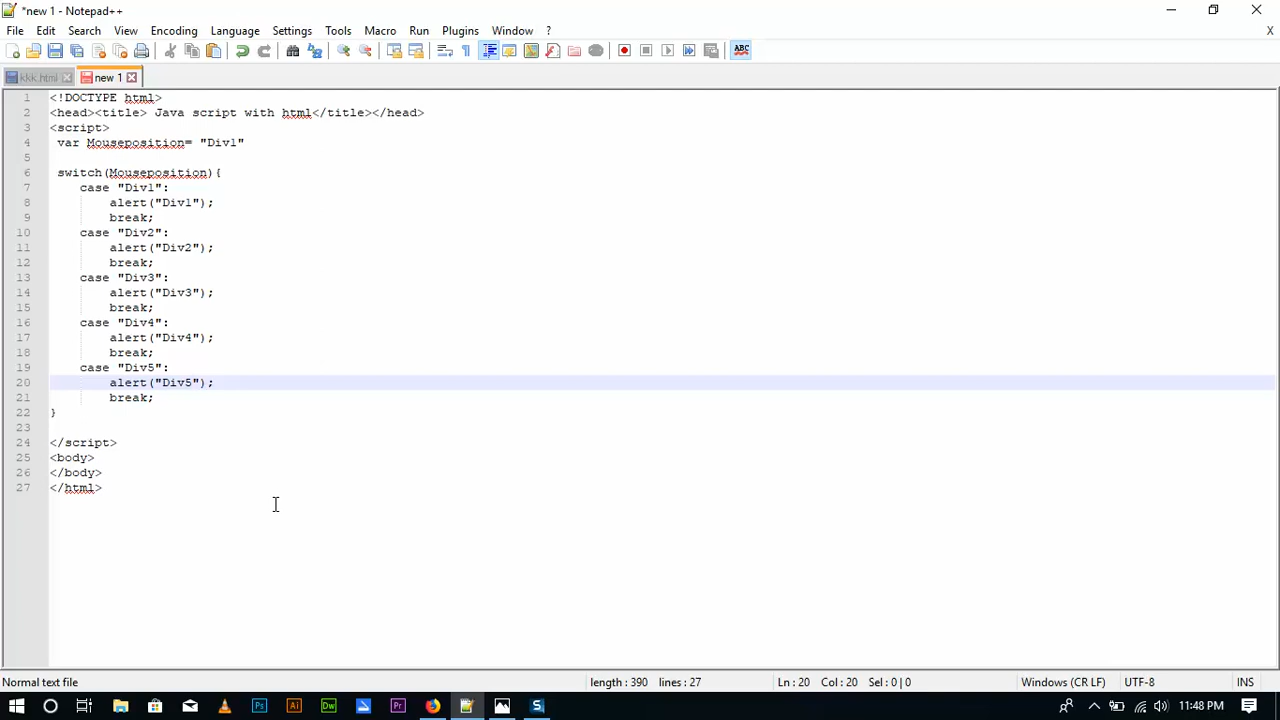 *new 1 - Notepad++
File Edit Search View Encoding Language Settings Tools Macro Run Plugins Window ? X
ABC
kkk.html new 1
1 <!DOCTYPE html>
2 <head><title> Java script with html</title></head>
3 <script>
4 var Mouseposition= "Div1"
5
6 switch(Mouseposition){
7 case "Div1":
8 alert("Div1");
9 break;
10 case "Div2":
11 alert("Div2");
12 break;
13 case "Div3":
14 alert("Div3");
15 break;
16 case "Div4":
17 alert("Div4");
18 break;
19 case "Div5":
20 alert("Div5");
21 break;
22 }
23
24 </script>
25 <body>
26 </body>
27 </html>
Normal text file length : 390 lines : 27 Ln : 20 Col : 20 Sel : 0 | 0 Windows (CR LF) UTF-8 INS
Ps Ai Dw Pr S 11:48 PM